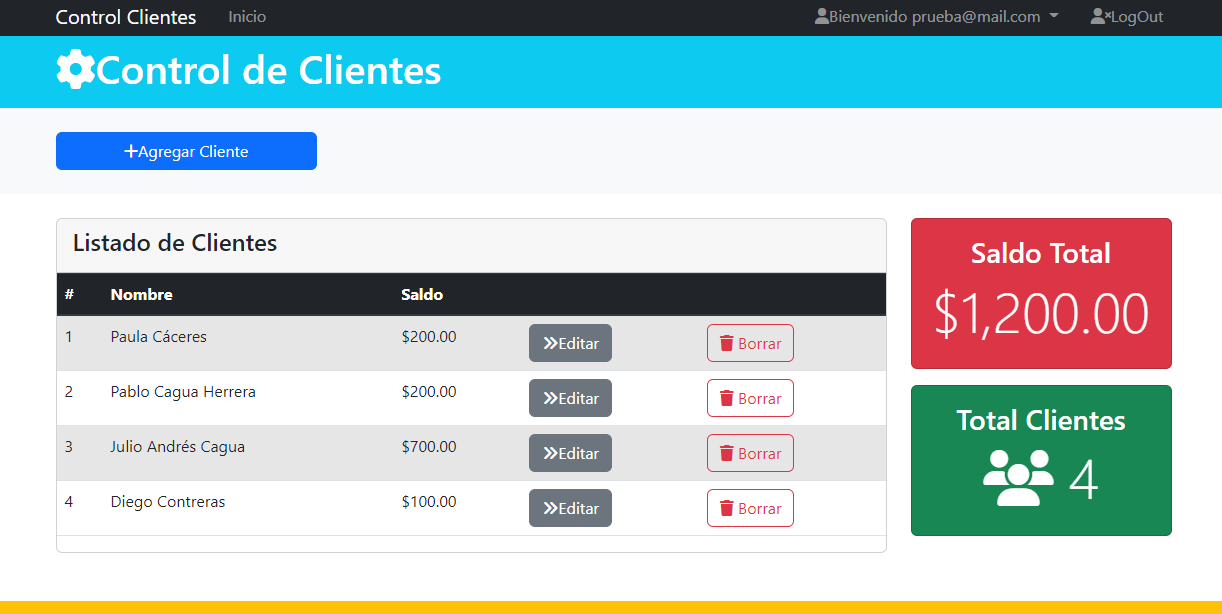 Control Clientes Inicio Bienvenido prueba@mail.com LogOut
Control de Clientes
Agregar Cliente
Listado de Clientes
# Nombre Saldo
1 Paula Cáceres $200.00 Editar Borrar
2 Pablo Cagua Herrera $200.00 Editar Borrar
3 Julio Andrés Cagua $700.00 Editar Borrar
4 Diego Contreras $100.00 Editar Borrar
Saldo Total
$1,200.00
Total Clientes
4